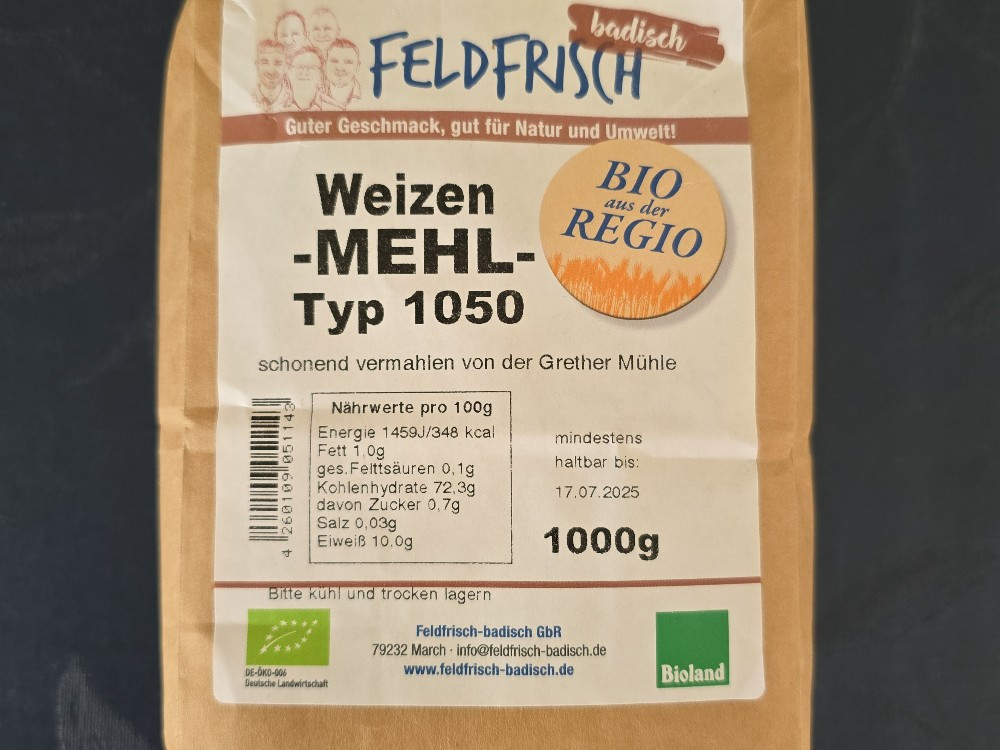 badisch
FELDFRISCH
Guter Geschmack, gut für Natur und Umwelt!
Weizen
-MEHL-
Typ 1050
BIO
aus der
REGIO
schonend vermahlen von der Grether Mühle
4 260109 051143
Nährwerte pro 100g
Energie 1459J/348 kcal
Fett 1,0g
ges.Felttsäuren 0,1g
Kohlenhydrate 72,3g
davon Zucker 0,7g
Salz 0,03g
Eiweiß 10.0g
mindestens
haltbar bis:
17.07.2025
1000g
Bitte kühl und trocken lagern
DE-ÖKO-006
Deutsche Landwirtschaft
Feldfrisch-badisch GbR
79232 March · info@feldfrisch-badisch.de
www.feldfrisch-badisch.de
Bioland